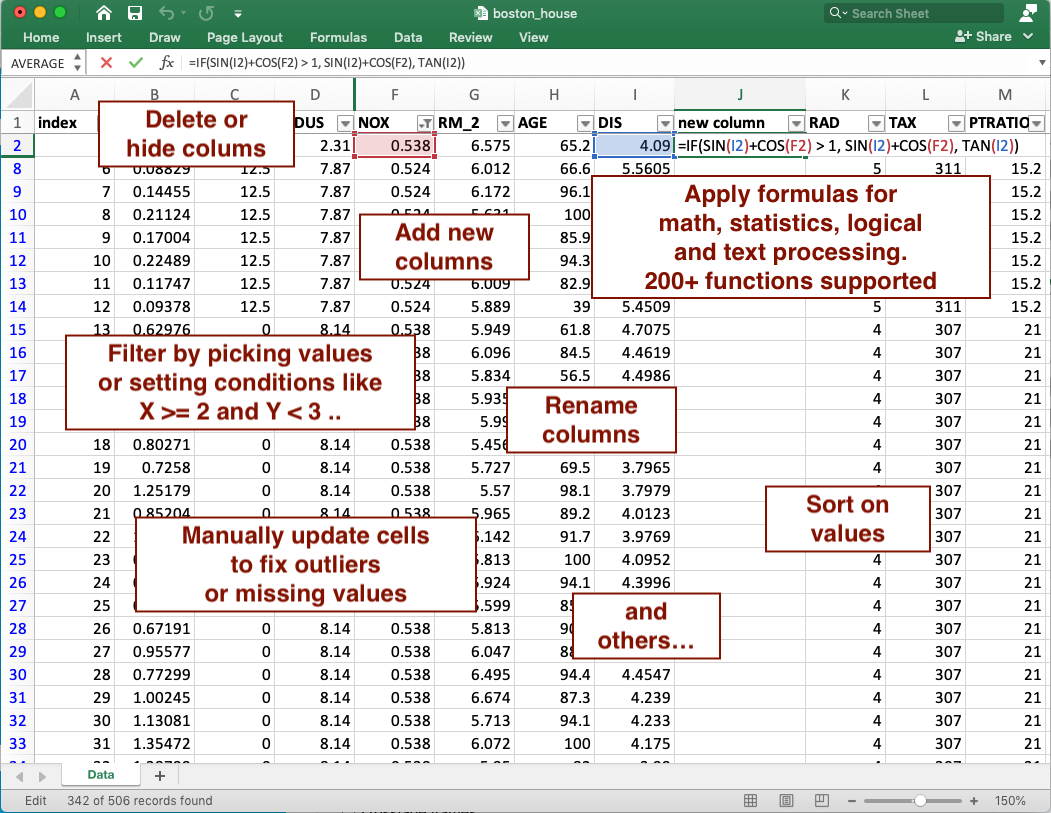 boston_house
Search Sheet
Home Insert Draw Page Layout Formulas Data Review View Share
AVERAGE fx =IF(SIN(I2)+COS(F2) > 1, SIN(I2)+COS(F2), TAN(I2))
A B C D F G H I J K L M
1 index DUS NOX RM_2 AGE DIS new column RAD TAX PTRATIO
2 2.31 0.538 6.575 65.2 4.09 =IF(SIN(I2)+COS(F2) > 1, SIN(I2)+COS(F2), TAN(I2))
Delete or
hide colums
8 6 0.08829 12.5 7.87 0.524 6.012 66.6 5.5605 5 311 15.2
9 7 0.14455 12.5 7.87 0.524 6.172 96.1 15.2
10 8 0.21124 12.5 7.87 0.524 5.631 100 15.2
11 9 0.17004 12.5 7.87 85.9 15.2
12 10 0.22489 12.5 7.87 94.3 15.2
13 11 0.11747 12.5 7.87 0.524 6.009 82.9 15.2
Add new
columns
Apply formulas for
math, statistics, logical
and text processing.
200+ functions supported
14 12 0.09378 12.5 7.87 0.524 5.889 39 5.4509 5 311 15.2
15 13 0.62976 0 8.14 0.538 5.949 61.8 4.7075 4 307 21
16 38 6.096 84.5 4.4619 4 307 21
17 38 5.834 56.5 4.4986 4 307 21
18 38 5.935 4 307 21
19 38 5.99 4 307 21
Filter by picking values
or setting conditions like
X >= 2 and Y < 3 ..
Rename
columns
20 18 0.80271 0 8.14 0.538 5.456 4 307 21
21 19 0.7258 0 8.14 0.538 5.727 69.5 3.7965 4 307 21
22 20 1.25179 0 8.14 0.538 5.57 98.1 3.7979 307 21
23 21 0.85204 0 8.14 0.538 5.965 89.2 4.0123 307 21
24 22 .142 91.7 3.9769 307 21
25 23 .813 100 4.0952 4 307 21
26 24 .924 94.1 4.3996 4 307 21
27 25 .599 4 307 21
Sort on
values
Manually update cells
to fix outliers
or missing values
28 26 0.67191 0 8.14 0.538 5.813 4 307 21
29 27 0.95577 0 8.14 0.538 6.047 4 307 21
and
others...
30 28 0.77299 0 8.14 0.538 6.495 94.4 4.4547 4 307 21
31 29 1.00245 0 8.14 0.538 6.674 87.3 4.239 4 307 21
32 30 1.13081 0 8.14 0.538 5.713 94.1 4.233 4 307 21
33 31 1.35472 0 8.14 0.538 6.072 100 4.175 4 307 21
Data +
Edit 342 of 506 records found 150%